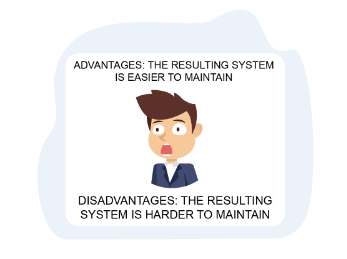 ADVANTAGES: THE RESULTING SYSTEM
IS EASIER TO MAINTAIN
DISADVANTAGES: THE RESULTING
SYSTEM IS HARDER TO MAINTAIN